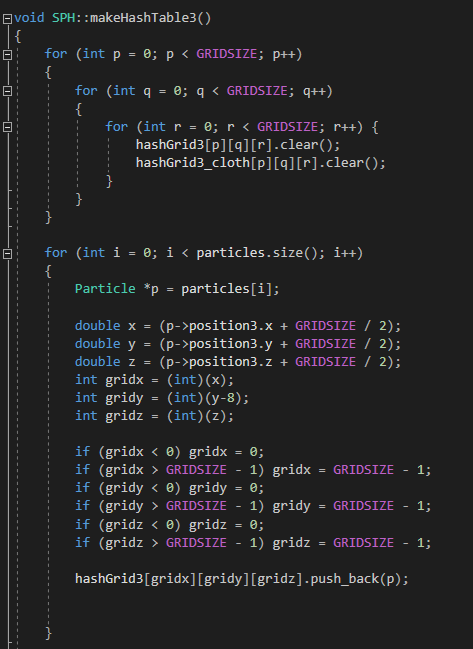 void SPH::makeHashTable3()
{
    for (int p = 0; p < GRIDSIZE; p++)
    {
        for (int q = 0; q < GRIDSIZE; q++)
        {
            for (int r = 0; r < GRIDSIZE; r++) {
                hashGrid3[p][q][r].clear();
                hashGrid3_cloth[p][q][r].clear();
            }
        }
    }

    for (int i = 0; i < particles.size(); i++)
    {
        Particle *p = particles[i];

        double x = (p->position3.x + GRIDSIZE / 2);
        double y = (p->position3.y + GRIDSIZE / 2);
        double z = (p->position3.z + GRIDSIZE / 2);
        int gridx = (int)(x);
        int gridy = (int)(y-8);
        int gridz = (int)(z);

        if (gridx < 0) gridx = 0;
        if (gridx > GRIDSIZE - 1) gridx = GRIDSIZE - 1;
        if (gridy < 0) gridy = 0;
        if (gridy > GRIDSIZE - 1) gridy = GRIDSIZE - 1;
        if (gridz < 0) gridz = 0;
        if (gridz > GRIDSIZE - 1) gridz = GRIDSIZE - 1;

        hashGrid3[gridx][gridy][gridz].push_back(p);


    }